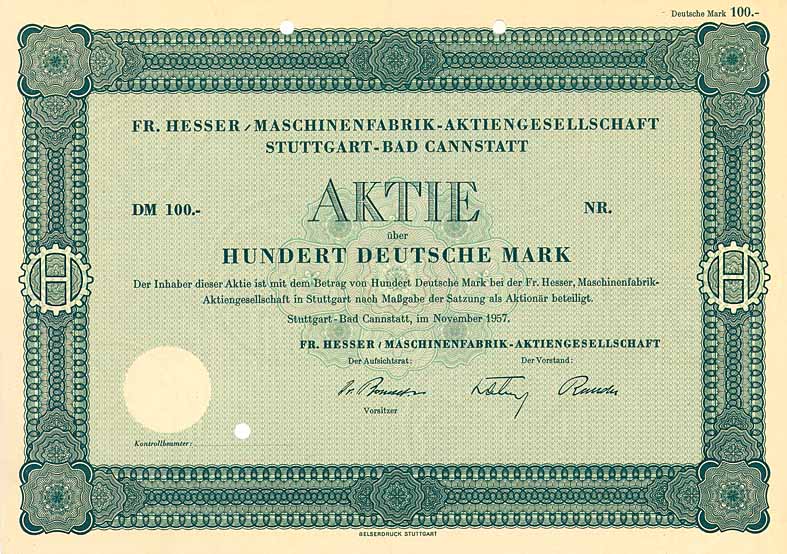 Deutsche Mark 100.-
FR. HESSER / MASCHINENFABRIK-AKTIENGESELLSCHAFT
STUTTGART-BAD CANNSTATT
DM 100.- AKTIE NR.
über
HUNDERT DEUTSCHE MARK
Der Inhaber dieser Aktie ist mit dem Betrag von Hundert Deutsche Mark bei der Fr. Hesser, Maschinenfabrik-
Aktiengesellschaft in Stuttgart nach Maßgabe der Satzung als Aktionär beteiligt.
Stuttgart-Bad Cannstatt, im November 1957.
FR. HESSER / MASCHINENFABRIK-AKTIENGESELLSCHAFT
Der Aufsichtsrat: Der Vorstand:
Vorsitzer
Kontrollbeamter:
H H
BELSERDRUCK STUTTGART